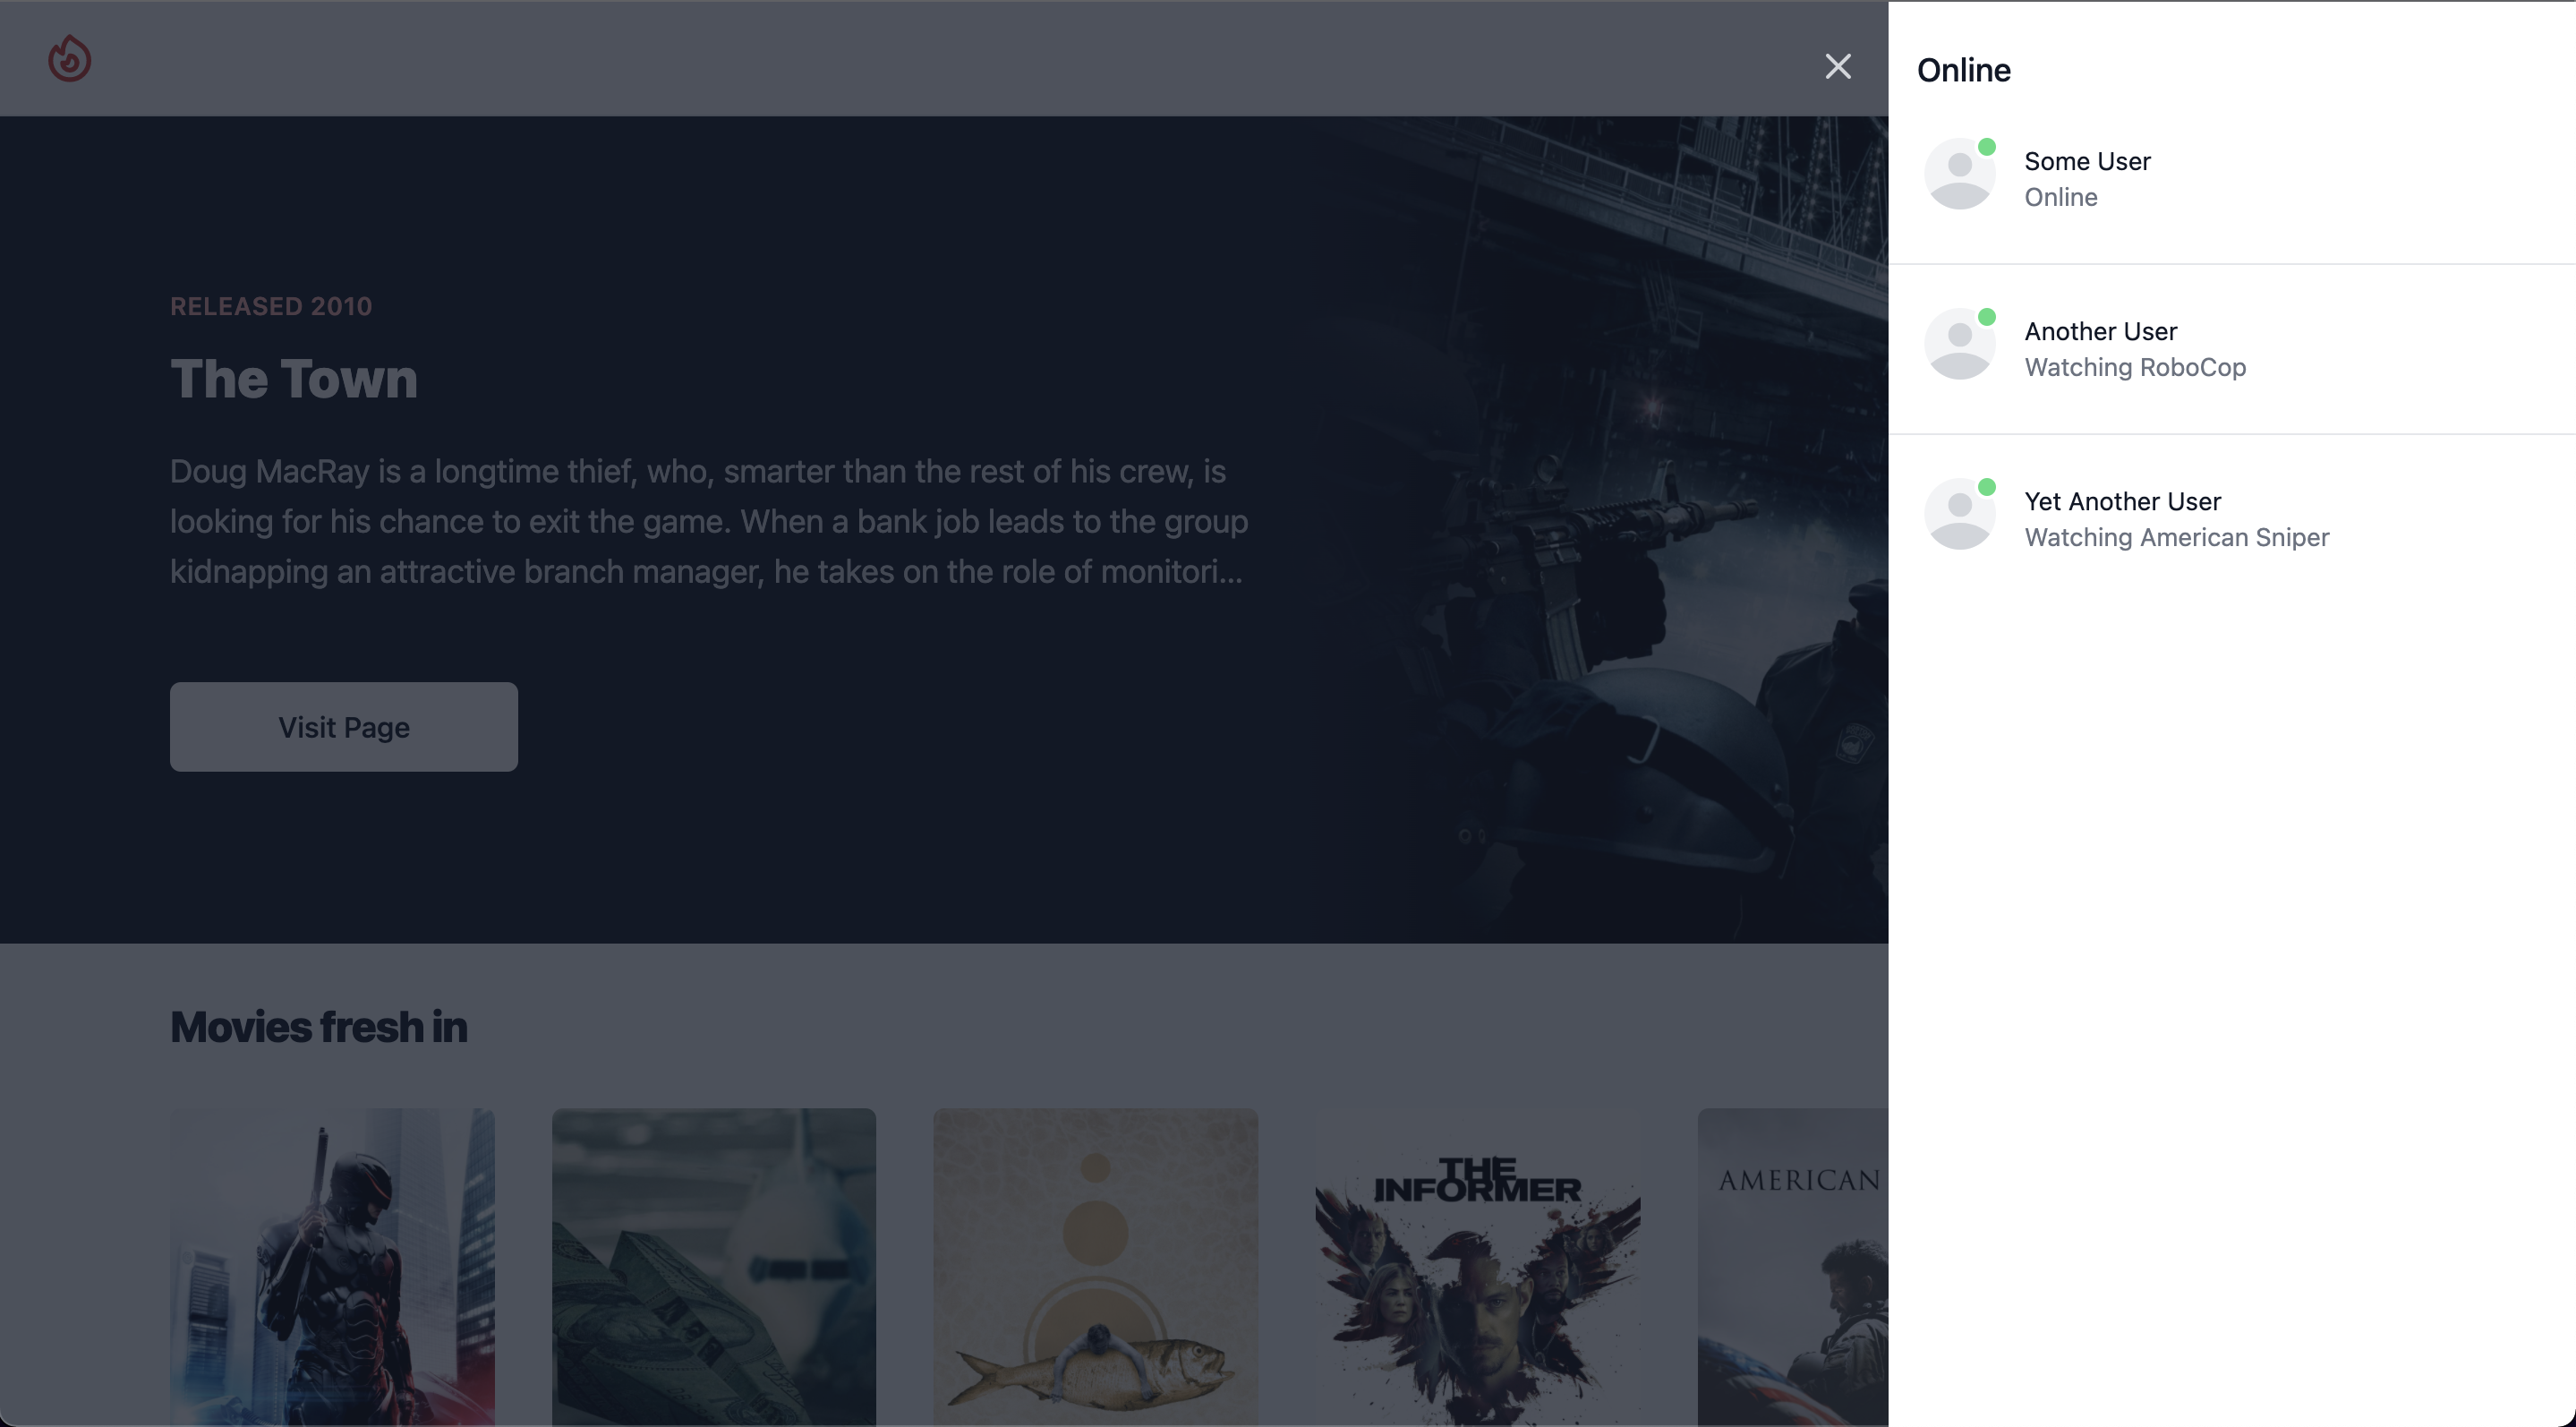 RELEASED 2010
The Town
Doug MacRay is a longtime thief, who, smarter than the rest of his crew, is
looking for his chance to exit the game. When a bank job leads to the group
kidnapping an attractive branch manager, he takes on the role of monitori...
Visit Page
Movies fresh in
THE
INFORMER
AMERICAN
Online
Some User
Online
Another User
Watching RoboCop
Yet Another User
Watching American Sniper